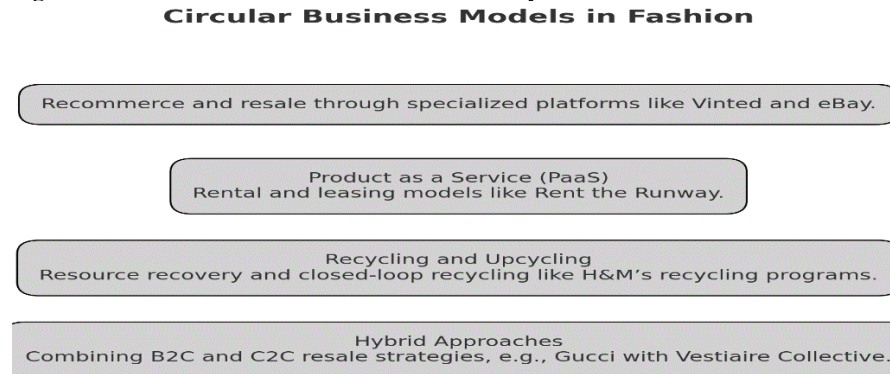 Circular Business Models in Fashion
Recommerce and resale through specialized platforms like Vinted and eBay.
Product as a Service (PaaS)
Rental and leasing models like Rent the Runway.
Recycling and Upcycling
Resource recovery and closed-loop recycling like H&M’s recycling programs.
Hybrid Approaches
Combining B2C and C2C resale strategies, e.g., Gucci with Vestiaire Collective.